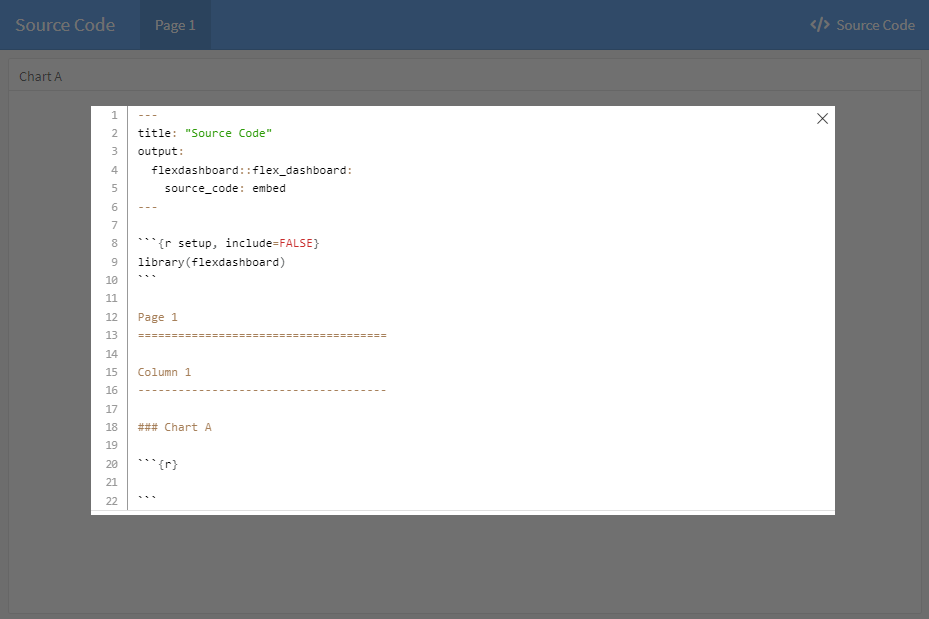 Source Code Page 1 Source Code
Chart A
1 ---
2 title: "Source Code"
3 output:
4   flexdashboard::flex_dashboard:
5     source_code: embed
6 ---
7
8 ```{r setup, include=FALSE}
9 library(flexdashboard)
10 ```
11
12 Page 1
13 =====================================
14
15 Column 1
16 -------------------------------------
17
18 ### Chart A
19
20 ```{r}
21
22 ```